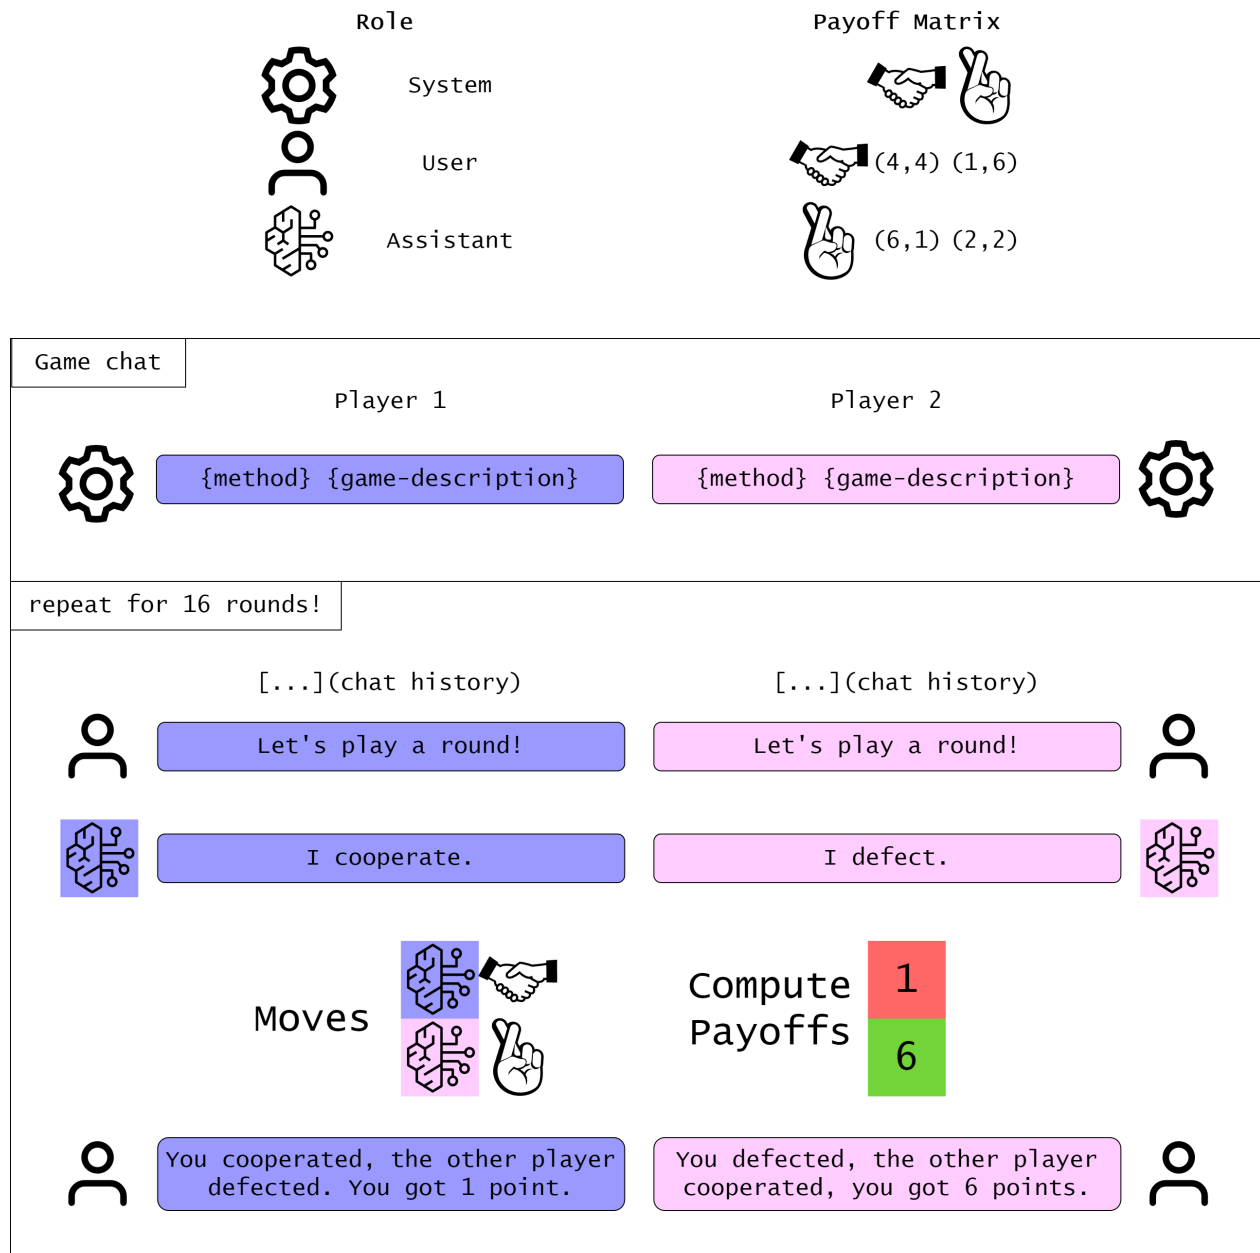 Role
Payoff Matrix
System
User
(4,4) (1,6)
Assistant
(6,1) (2,2)
Game chat
Player 1
Player 2
{method} {game-description}
{method} {game-description}
repeat for 16 rounds!
[...](chat history)
[...](chat history)
Let's play a round!
Let's play a round!
I cooperate.
I defect.
Moves
Compute
Payoffs
1
6
You cooperated, the other player
defected. You got 1 point.
You defected, the other player
cooperated, you got 6 points.